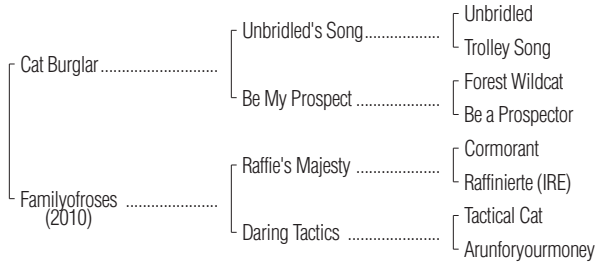 Unbridled
Unbridled's Song
Trolley Song
Cat Burglar
Forest Wildcat
Be My Prospect
Be a Prospector
Cormorant
Raffie's Majesty
Raffinierte (IRE)
Familyofroses
(2010)
Tactical Cat
Daring Tactics
Arunforyourmoney